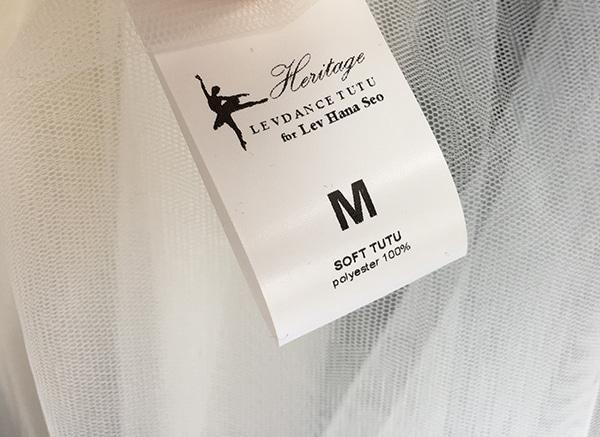 Heritage
LEVDANCE TUTU
for Lev Hana Seo
M
SOFT TUTU
polyester 100%